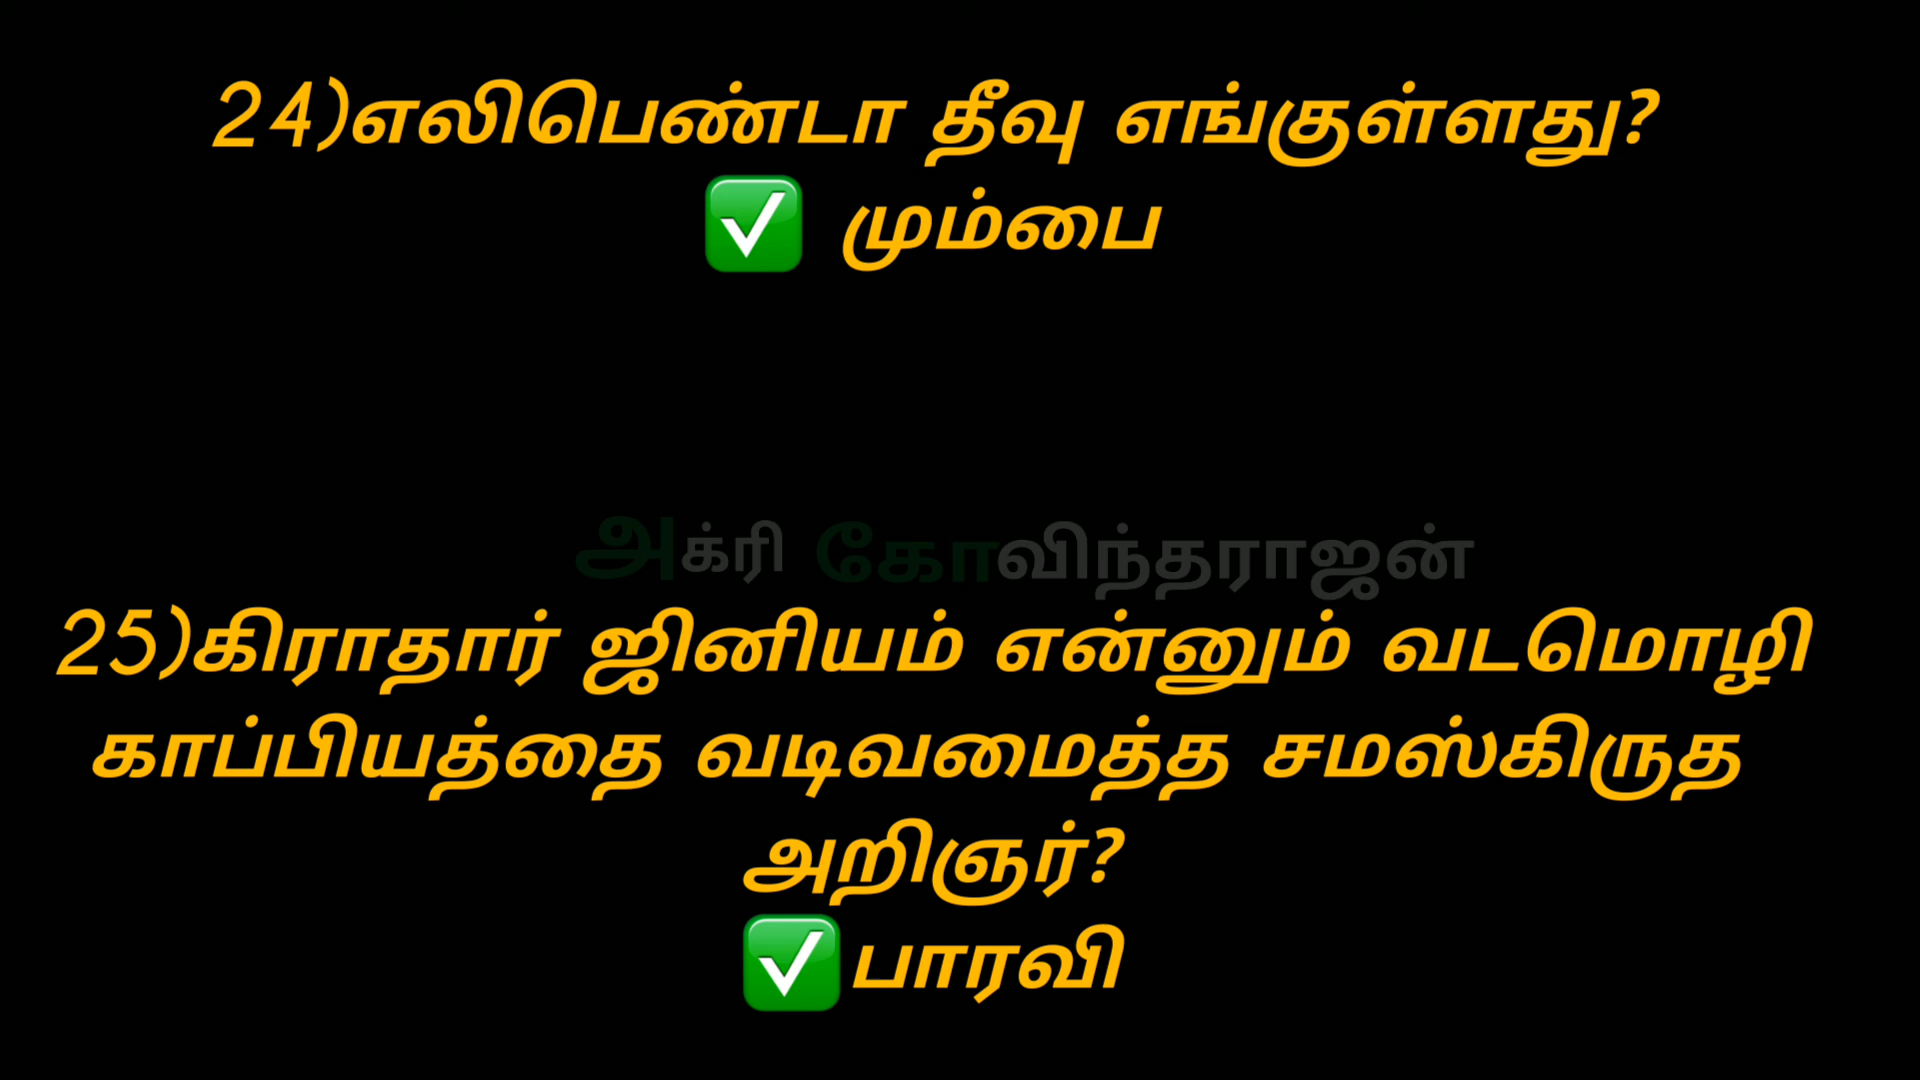 24)எலிபெண்டா தீவு எங்குள்ளது?
✅ மும்பை
அக்ரி கோவிந்தராஜன்
25)கிராதார் ஜினியம் என்னும் வடமொழி
காப்பியத்தை வடிவமைத்த சமஸ்கிருத
அறிஞர்?
✅பாரவி